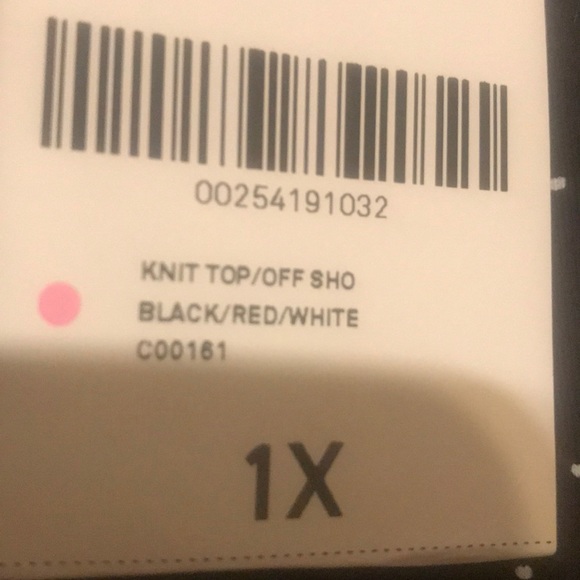 00254191032
KNIT TOP/OFF SHO
BLACK/RED/WHITE
C00161
1X